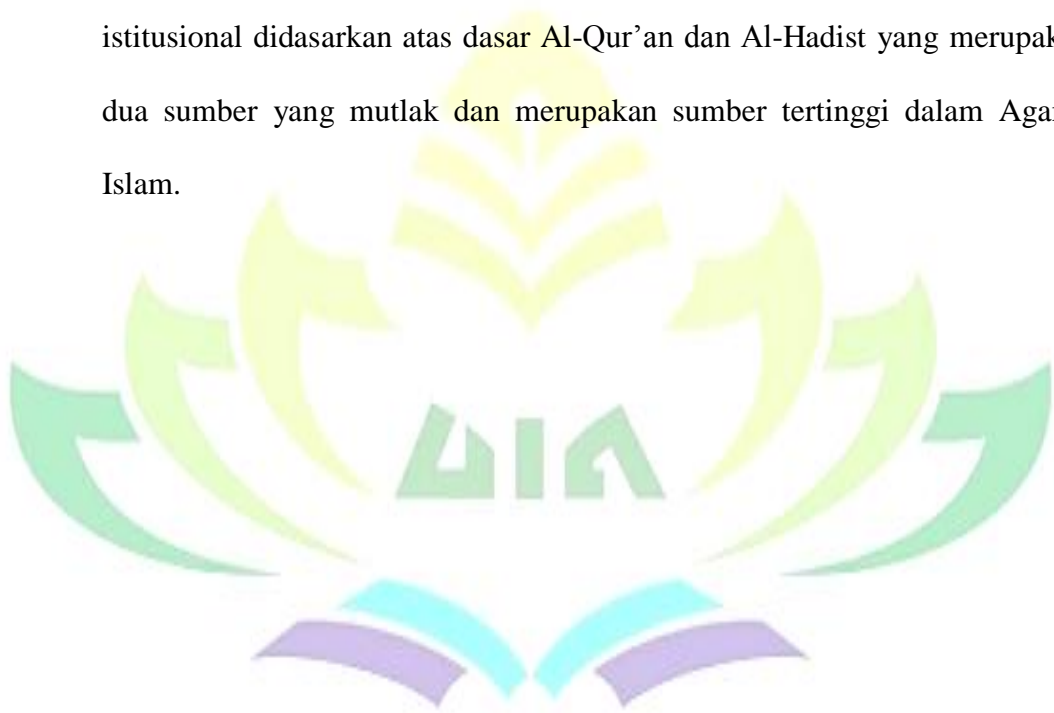 istitusional didasarkan atas dasar Al-Qur’an dan Al-Hadist yang merupak
dua sumber yang mutlak dan merupakan sumber tertinggi dalam Aga
Islam.
UIN